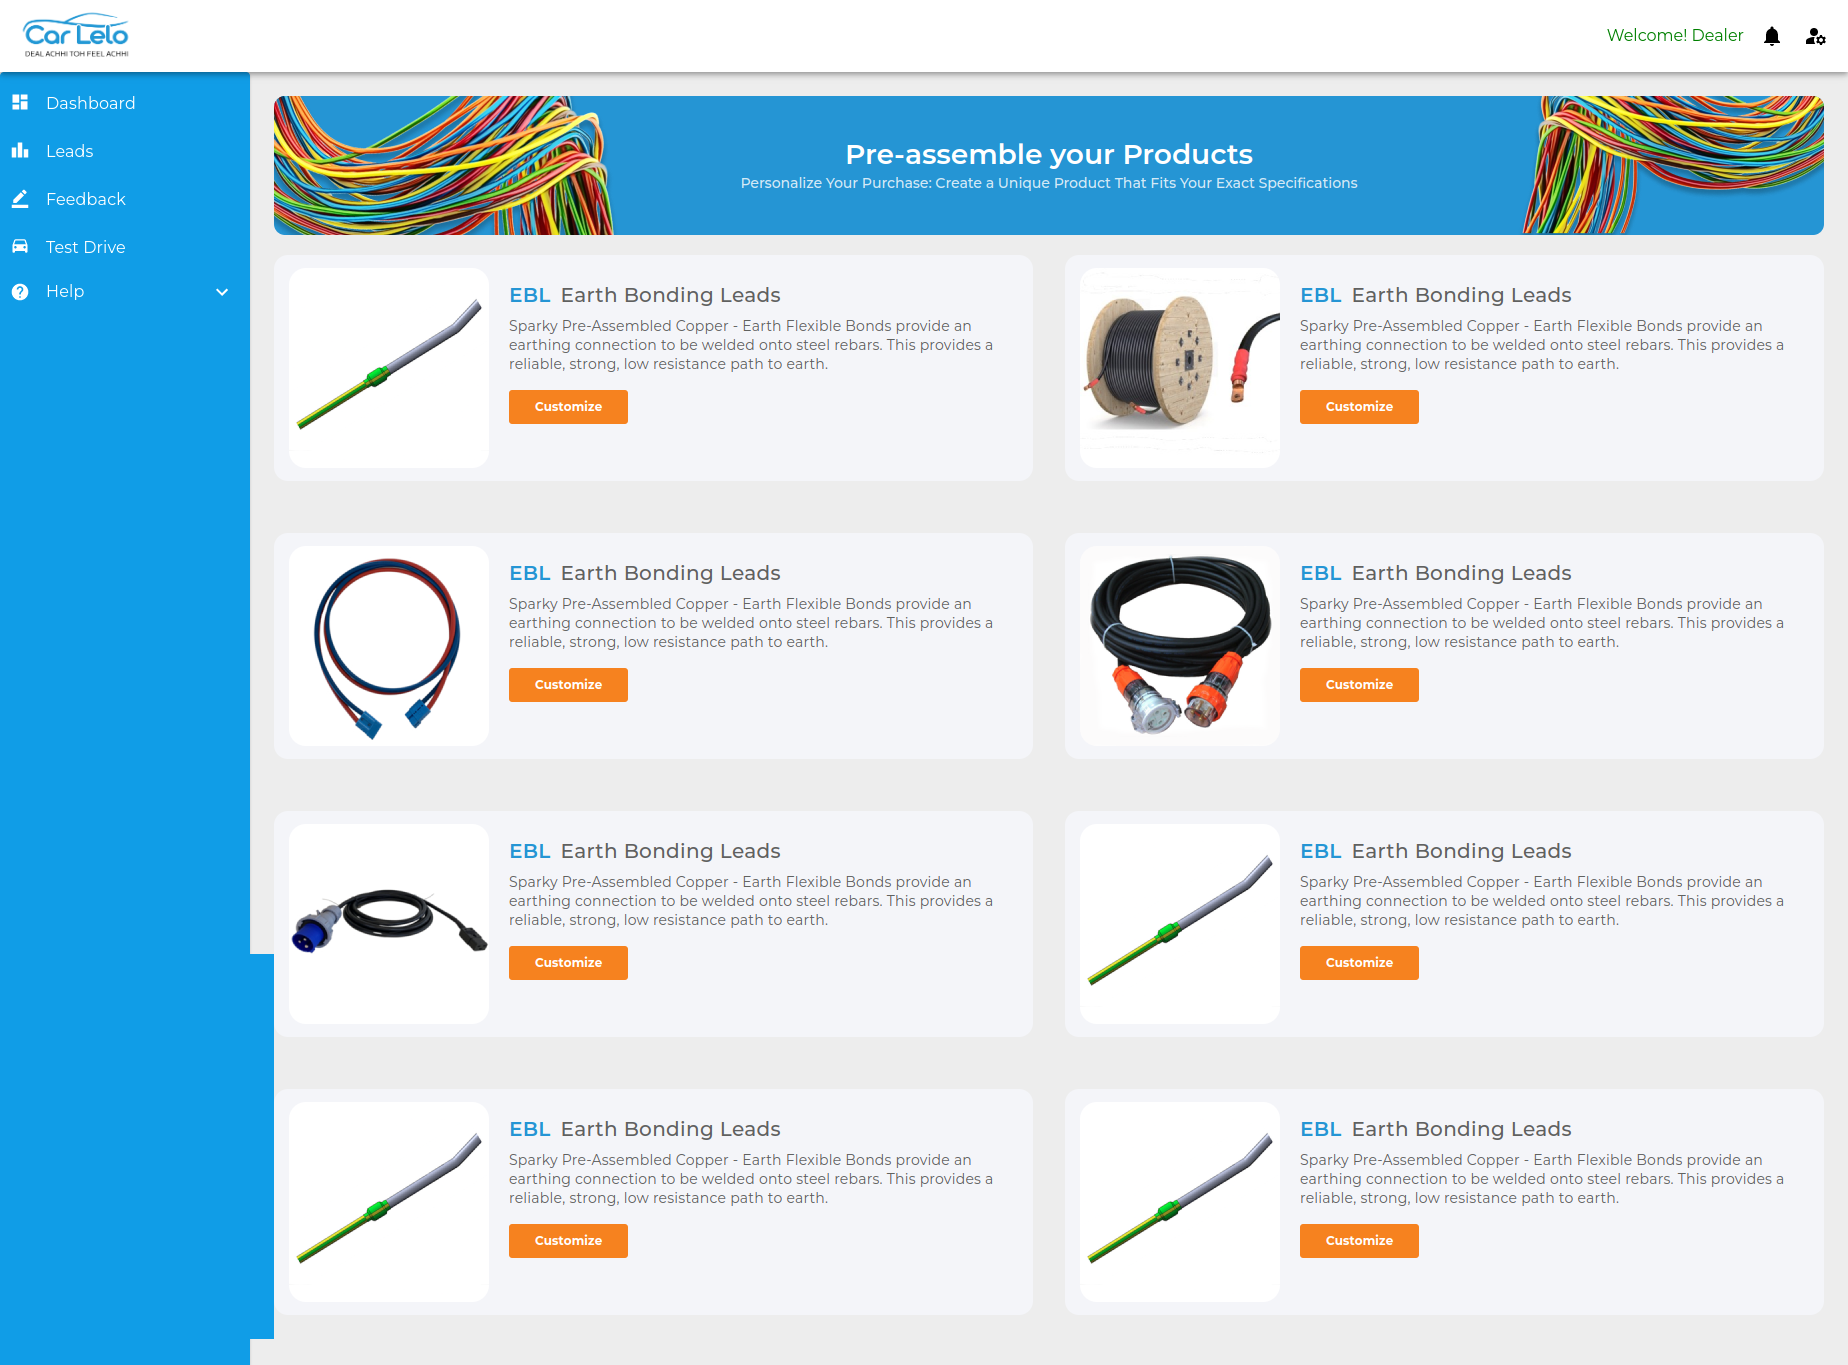 Car Lelo
DEAL ACHHI TOH FEEL ACHHI
Welcome! Dealer
Dashboard
Leads
Feedback
Test Drive
Help
Pre-assemble your Products
Personalize Your Purchase: Create a Unique Product That Fits Your Exact Specifications
EBL Earth Bonding Leads
Sparky Pre-Assembled Copper - Earth Flexible Bonds provide an
earthing connection to be welded onto steel rebars. This provides a
reliable, strong, low resistance path to earth.
Customize
EBL Earth Bonding Leads
Sparky Pre-Assembled Copper - Earth Flexible Bonds provide an
earthing connection to be welded onto steel rebars. This provides a
reliable, strong, low resistance path to earth.
Customize
EBL Earth Bonding Leads
Sparky Pre-Assembled Copper - Earth Flexible Bonds provide an
earthing connection to be welded onto steel rebars. This provides a
reliable, strong, low resistance path to earth.
Customize
EBL Earth Bonding Leads
Sparky Pre-Assembled Copper - Earth Flexible Bonds provide an
earthing connection to be welded onto steel rebars. This provides a
reliable, strong, low resistance path to earth.
Customize
EBL Earth Bonding Leads
Sparky Pre-Assembled Copper - Earth Flexible Bonds provide an
earthing connection to be welded onto steel rebars. This provides a
reliable, strong, low resistance path to earth.
Customize
EBL Earth Bonding Leads
Sparky Pre-Assembled Copper - Earth Flexible Bonds provide an
earthing connection to be welded onto steel rebars. This provides a
reliable, strong, low resistance path to earth.
Customize
EBL Earth Bonding Leads
Sparky Pre-Assembled Copper - Earth Flexible Bonds provide an
earthing connection to be welded onto steel rebars. This provides a
reliable, strong, low resistance path to earth.
Customize
EBL Earth Bonding Leads
Sparky Pre-Assembled Copper - Earth Flexible Bonds provide an
earthing connection to be welded onto steel rebars. This provides a
reliable, strong, low resistance path to earth.
Customize